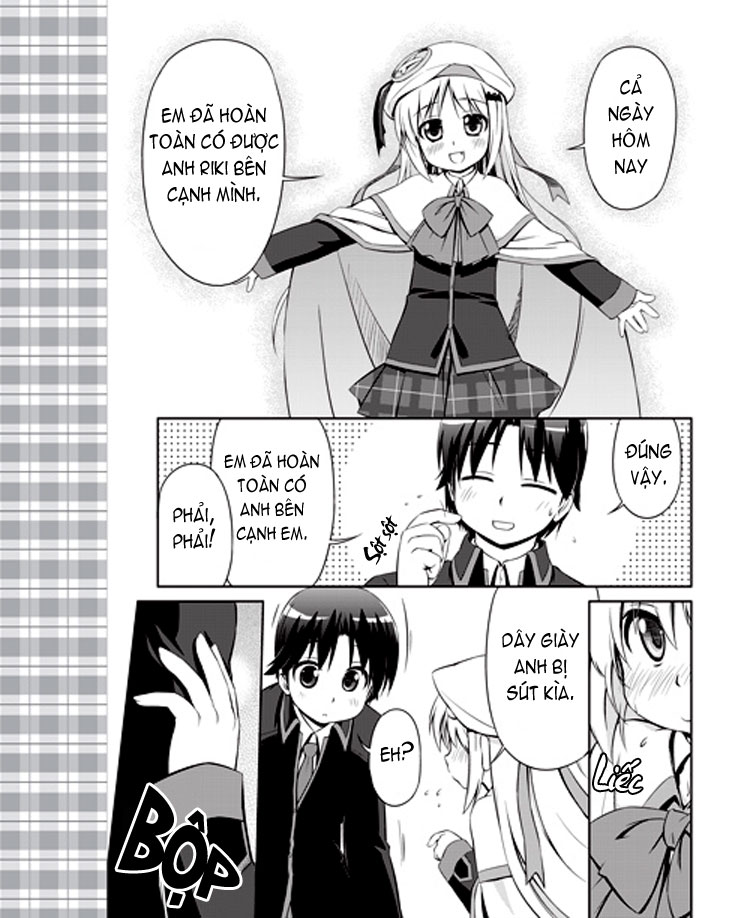 CẢ
NGÀY
HÔM
NAY
EM ĐÃ HOÀN
TOÀN CÓ ĐƯỢC
ANH RIKI BÊN
CẠNH MÌNH.
ĐÚNG
VẬY.
Sột sột
EM ĐÃ HOÀN
TOÀN CÓ
ANH BÊN
CẠNH EM.
PHẢI,
PHẢI!
Liếc
DÂY GIÀY
ANH BỊ
SÚT KÌA.
EH?
BỘP